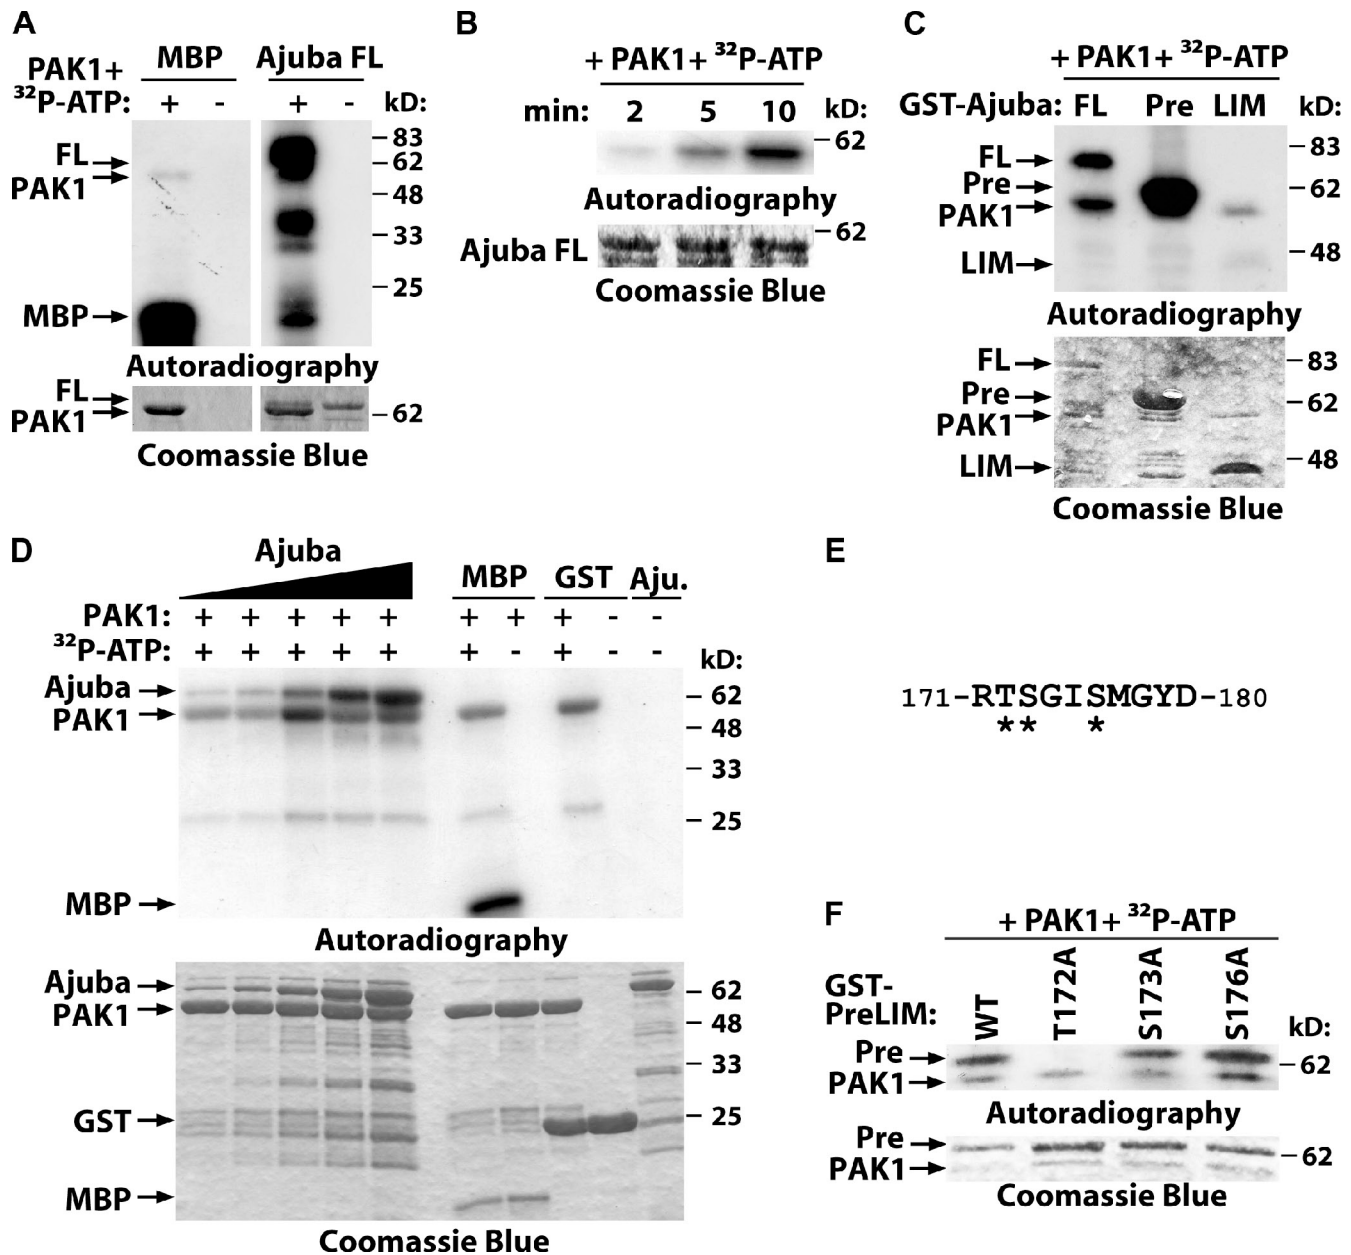 A
MBP Ajuba FL
PAK1+
³²P-ATP: + - + - kD:
FL
PAK1
MBP
83
62
48
33
25
Autoradiography
FL
PAK1
62
Coomassie Blue
B
+ PAK1+ ³²P-ATP
min: 2 5 10 kD:
62
Autoradiography
Ajuba FL
62
Coomassie Blue
C
+ PAK1+ ³²P-ATP
GST-Ajuba: FL Pre LIM kD:
FL
Pre
PAK1
LIM
83
62
48
Autoradiography
FL
Pre
PAK1
LIM
83
62
48
Coomassie Blue
D
Ajuba
MBP GST Aju.
PAK1: + + + + + + + + - -
³²P-ATP: + + + + + + - + - -
kD:
Ajuba
PAK1
MBP
62
48
33
25
Autoradiography
Ajuba
PAK1
GST
MBP
62
48
33
25
Coomassie Blue
E
171-RTSGISMGYD-180
** *
F
+ PAK1+ ³²P-ATP
GST-
PreLIM: WT T172A S173A S176A
kD:
Pre
PAK1
62
Autoradiography
Pre
PAK1
62
Coomassie Blue